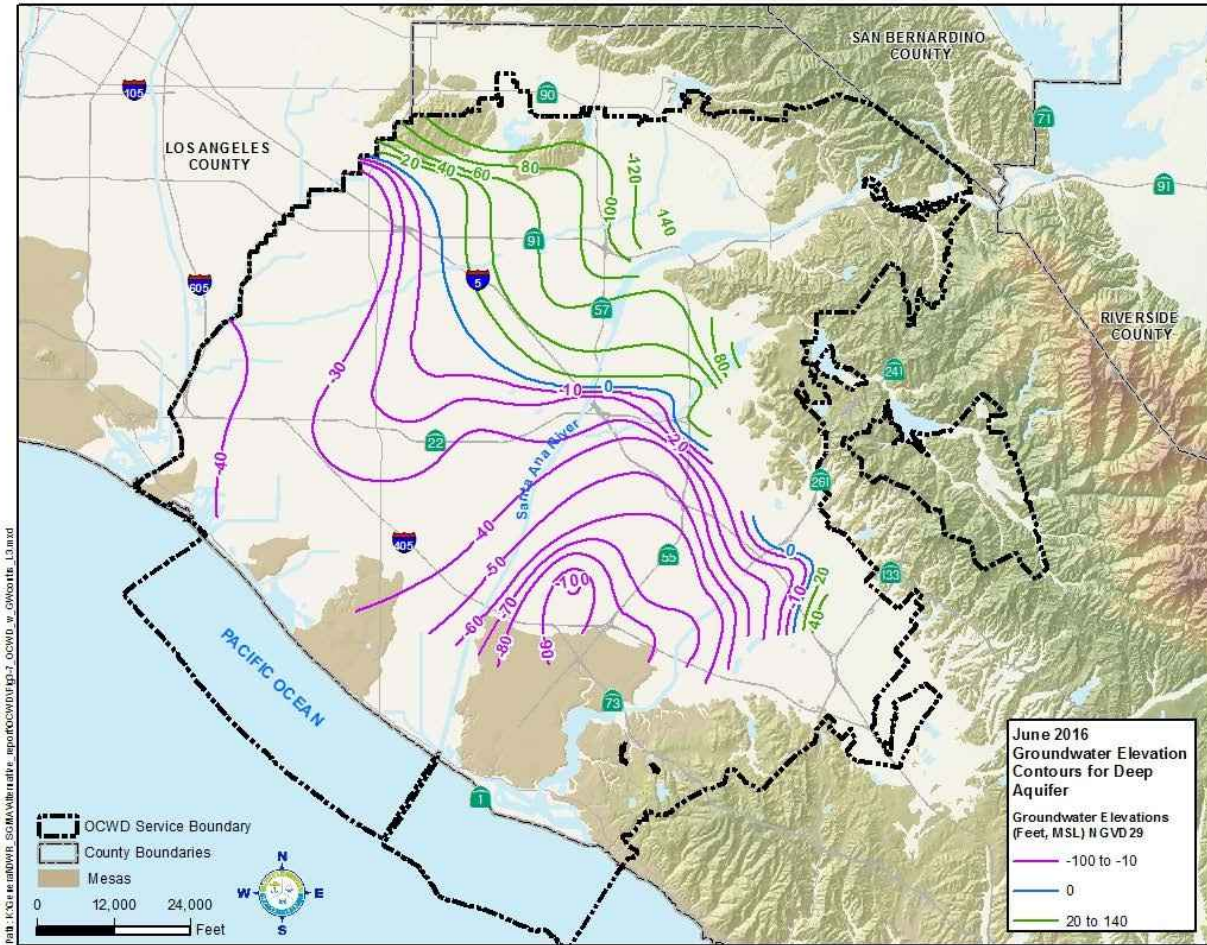 SAN BERNARDINO
COUNTY
405
90
71
LOS ANGELES
COUNTY
20
40
60
80
-120
100
140
91
91
605
5
57
RIVERSIDE
COUNTY
-30
80
241
-10
0
-20
22
Santa Ana River
-40
261
-40
405
-50
55
0
133
-100
20
-10
40
-70
-60
-80
-90
PACIFIC OCEAN
73
1
June 2016
Groundwater Elevation
Contours for Deep
Aquifer
Groundwater Elevations
(Feet, MSL) NGVD29
-100 to -10
0
20 to 140
OCWD Service Boundary
County Boundaries
Mesas
0 12,000 24,000
Feet
N
W E
S